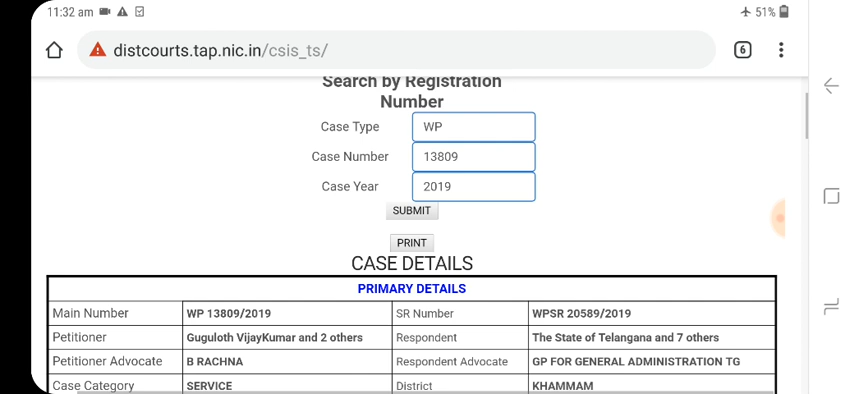 11:32 am 51%
distcourts.tap.nic.in/csis_ts/ 6
Search by Registration
Number
Case Type WP
Case Number 13809
Case Year 2019
SUBMIT
PRINT
CASE DETAILS
PRIMARY DETAILS
Main Number WP 13809/2019 SR Number WPSR 20589/2019
Petitioner Guguloth VijayKumar and 2 others Respondent The State of Telangana and 7 others
Petitioner Advocate B RACHNA Respondent Advocate GP FOR GENERAL ADMINISTRATION TG
Case Category SERVICE District KHAMMAM